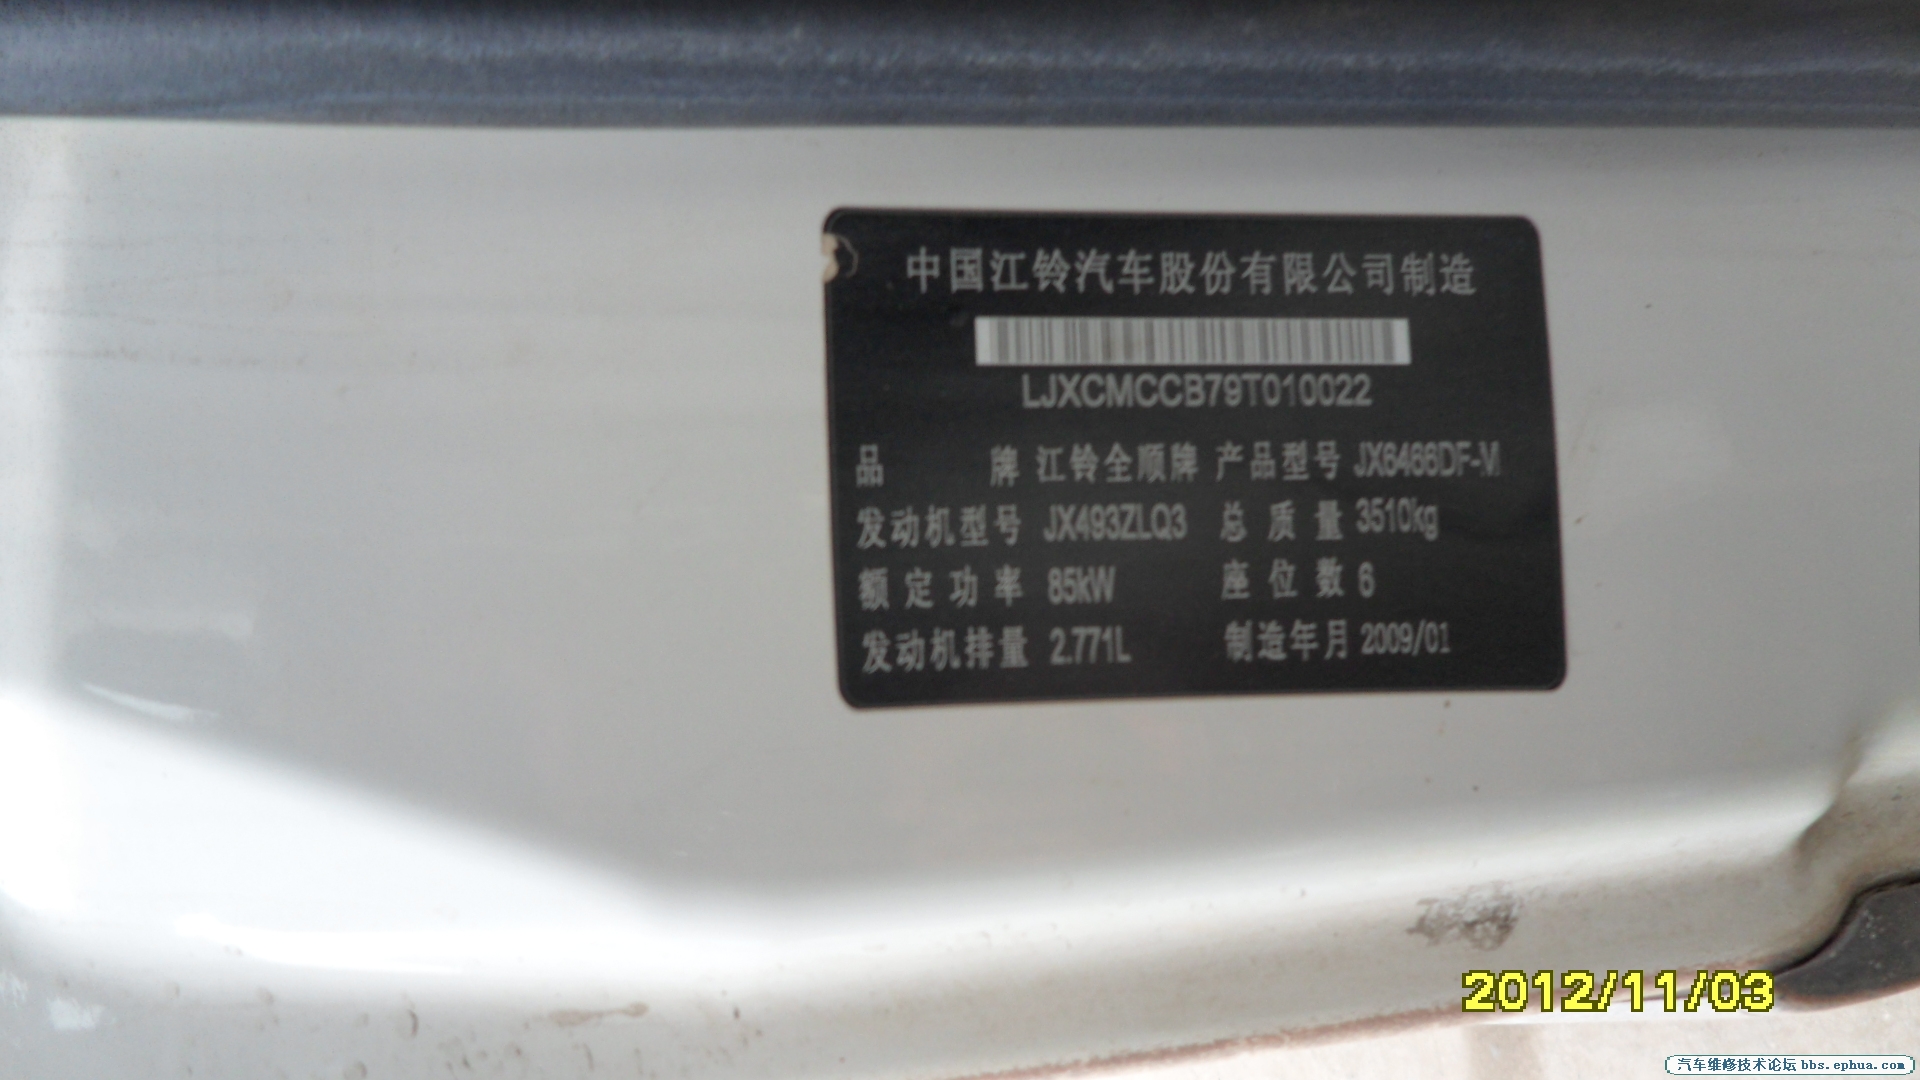 中国江铃汽车股份有限公司制造
LJXCMCCB79T010022
品 牌 江铃全顺牌 产品型号 JX6466DF-M
发动机型号 JX493ZLQ3 总质量 3510kg
额定功率 85kW 座位数 6
发动机排量 2.771L 制造年月 2009/01
2012/11/03
汽车维修技术论坛 bbs.ephua.com